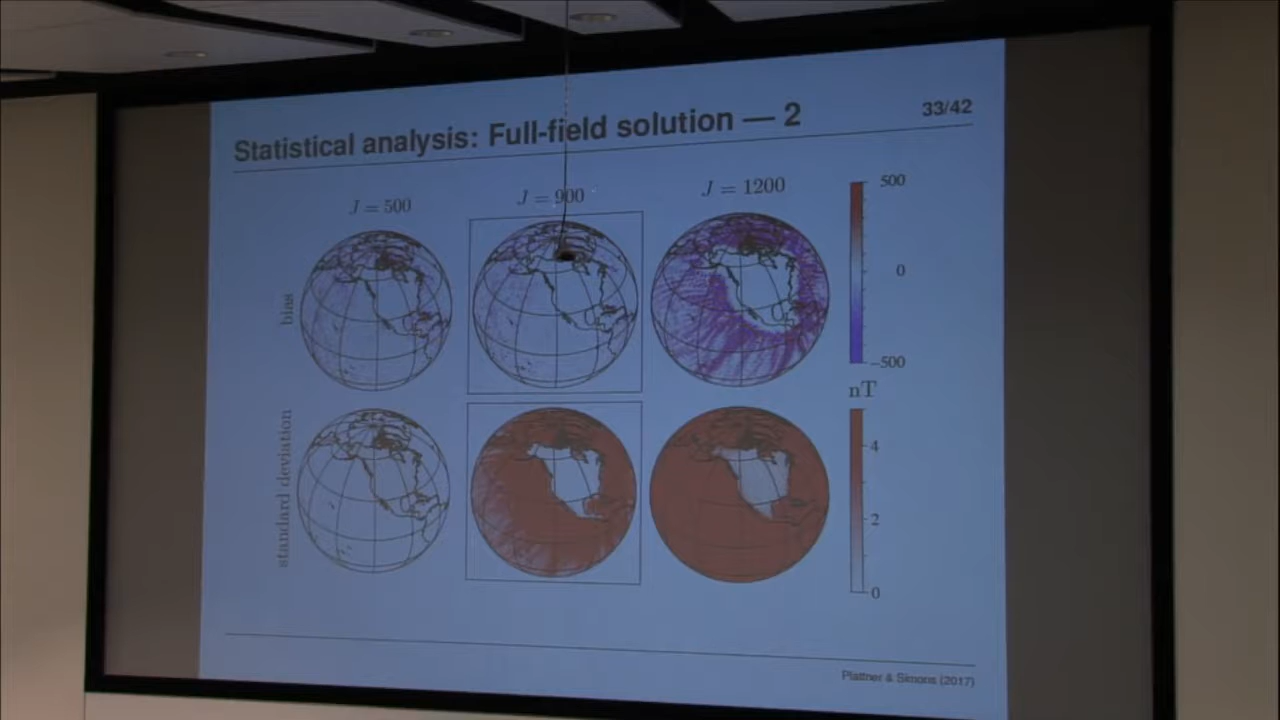 Statistical analysis: Full-field solution — 2
33/42
J = 500
J = 900
J = 1200
bias
500
0
−500
nT
standard deviation
4
2
0
Plattner & Simons (2017)